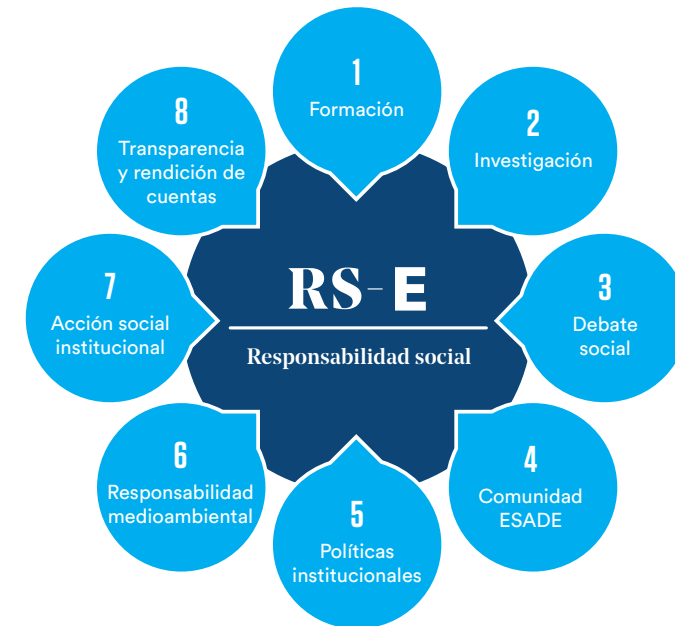 1
Formación
2
Investigación
3
Debate
social
4
Comunidad
ESADE
5
Políticas
institucionales
6
Responsabilidad
medioambiental
7
Acción social
institucional
8
Transparencia
y rendición de
cuentas
RS-E
Responsabilidad social